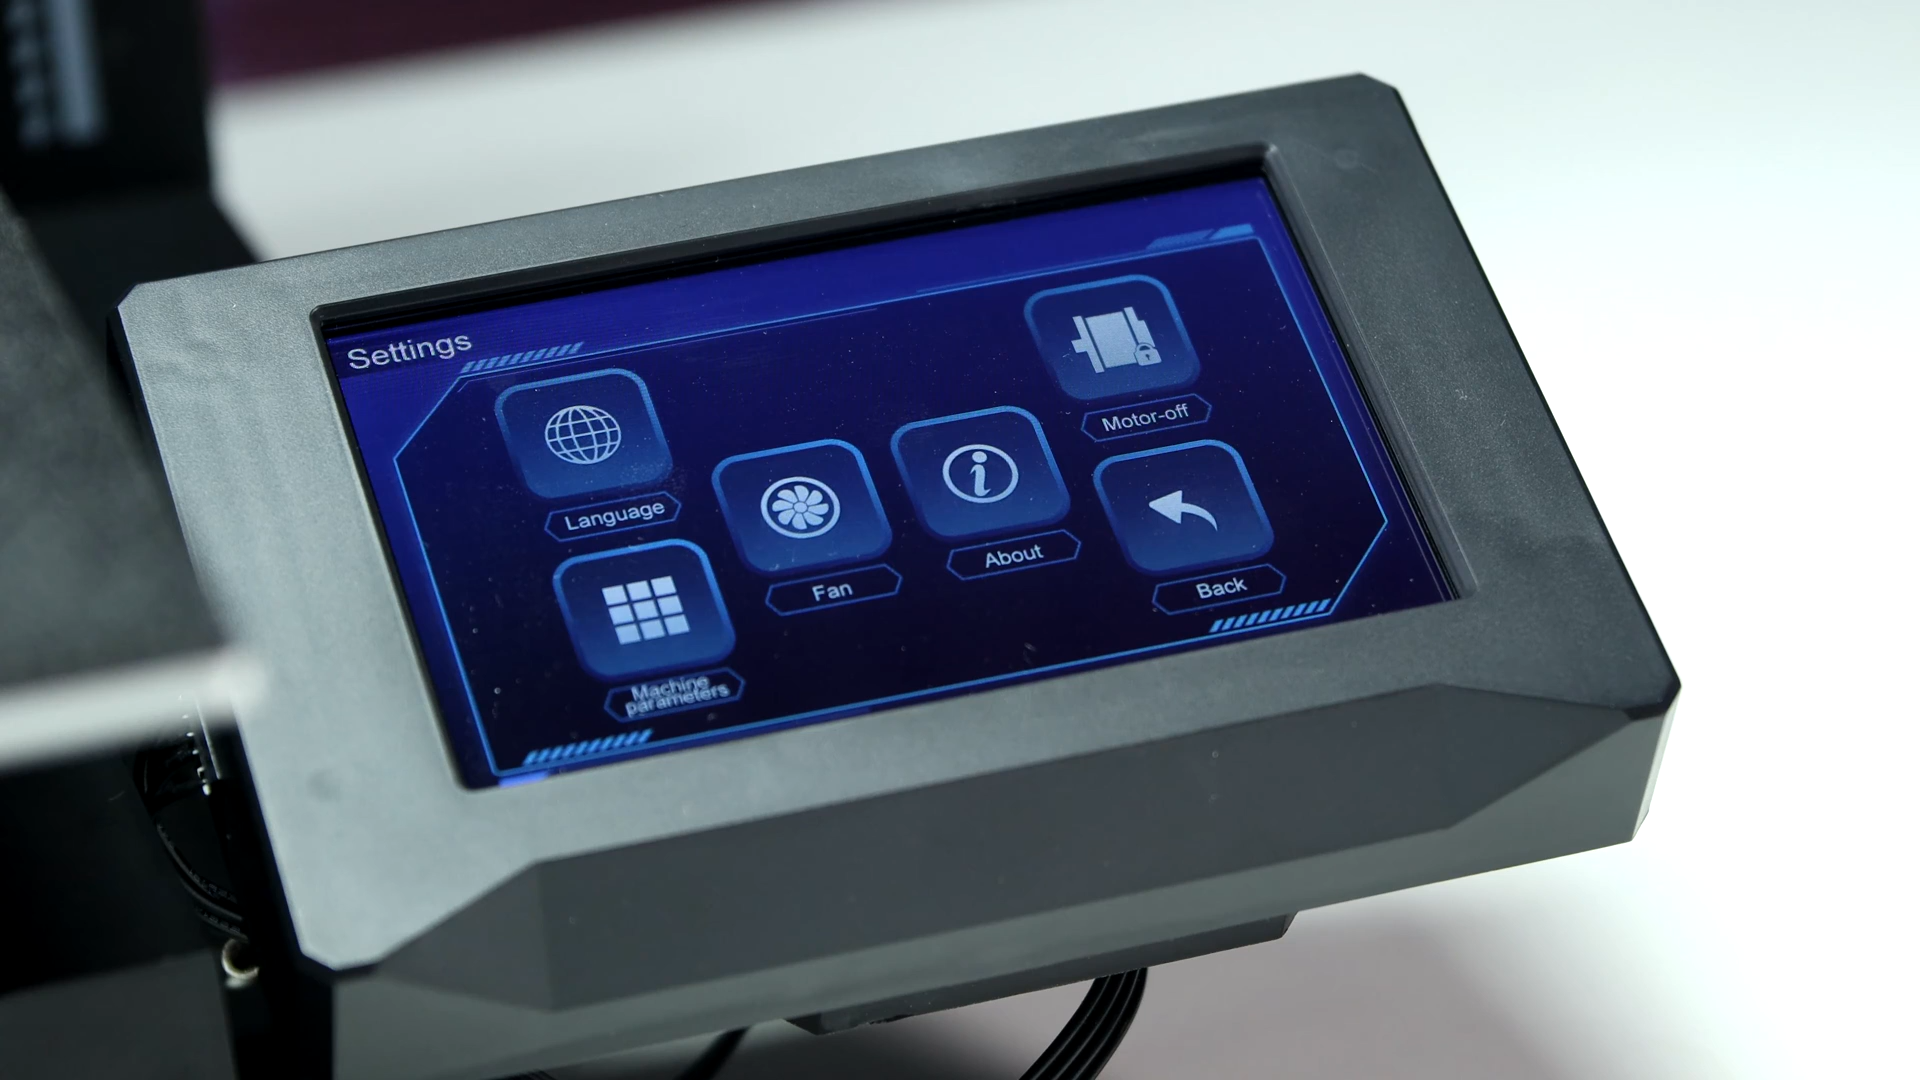 Settings
Language
Fan
About
Motor-off
Machine
parameters
Back